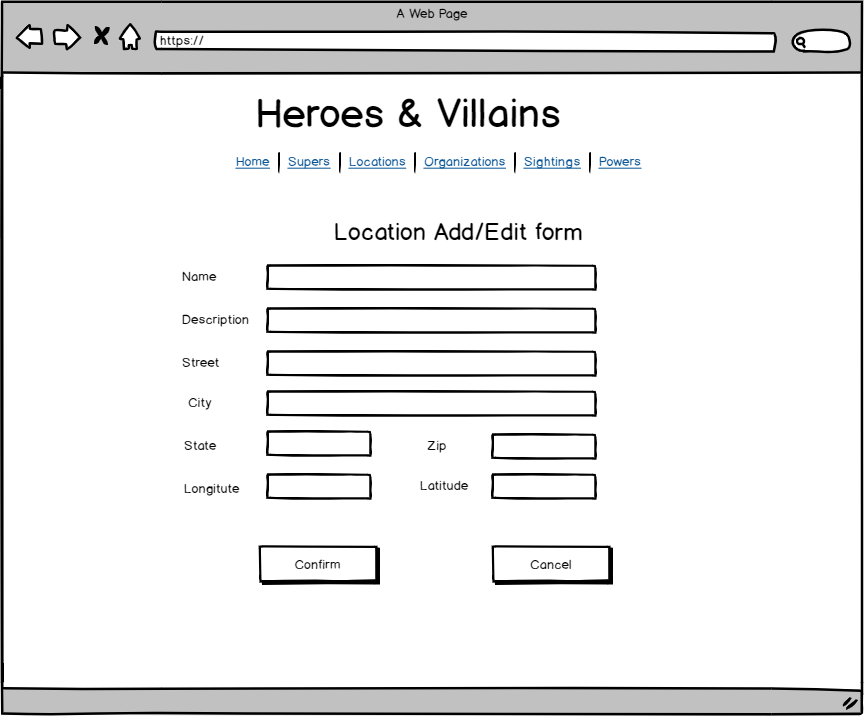 A Web Page
https://
Heroes & Villains
Home | Supers | Locations | Organizations | Sightings | Powers
Location Add/Edit form
Name
Description
Street
City
State Zip
Longitute Latitude
Confirm Cancel